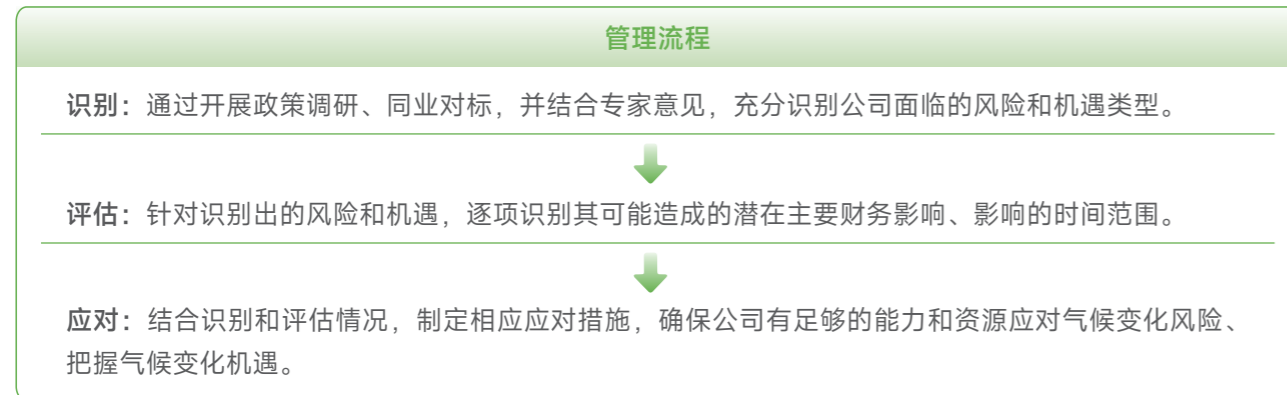 管理流程
识别：通过开展政策调研、同业对标，并结合专家意见，充分识别公司面临的风险和机遇类型。
评估：针对识别出的风险和机遇，逐项识别其可能造成的潜在主要财务影响、影响的时间范围。
应对：结合识别和评估情况，制定相应应对措施，确保公司有足够的能力和资源应对气候变化风险、
把握气候变化机遇。